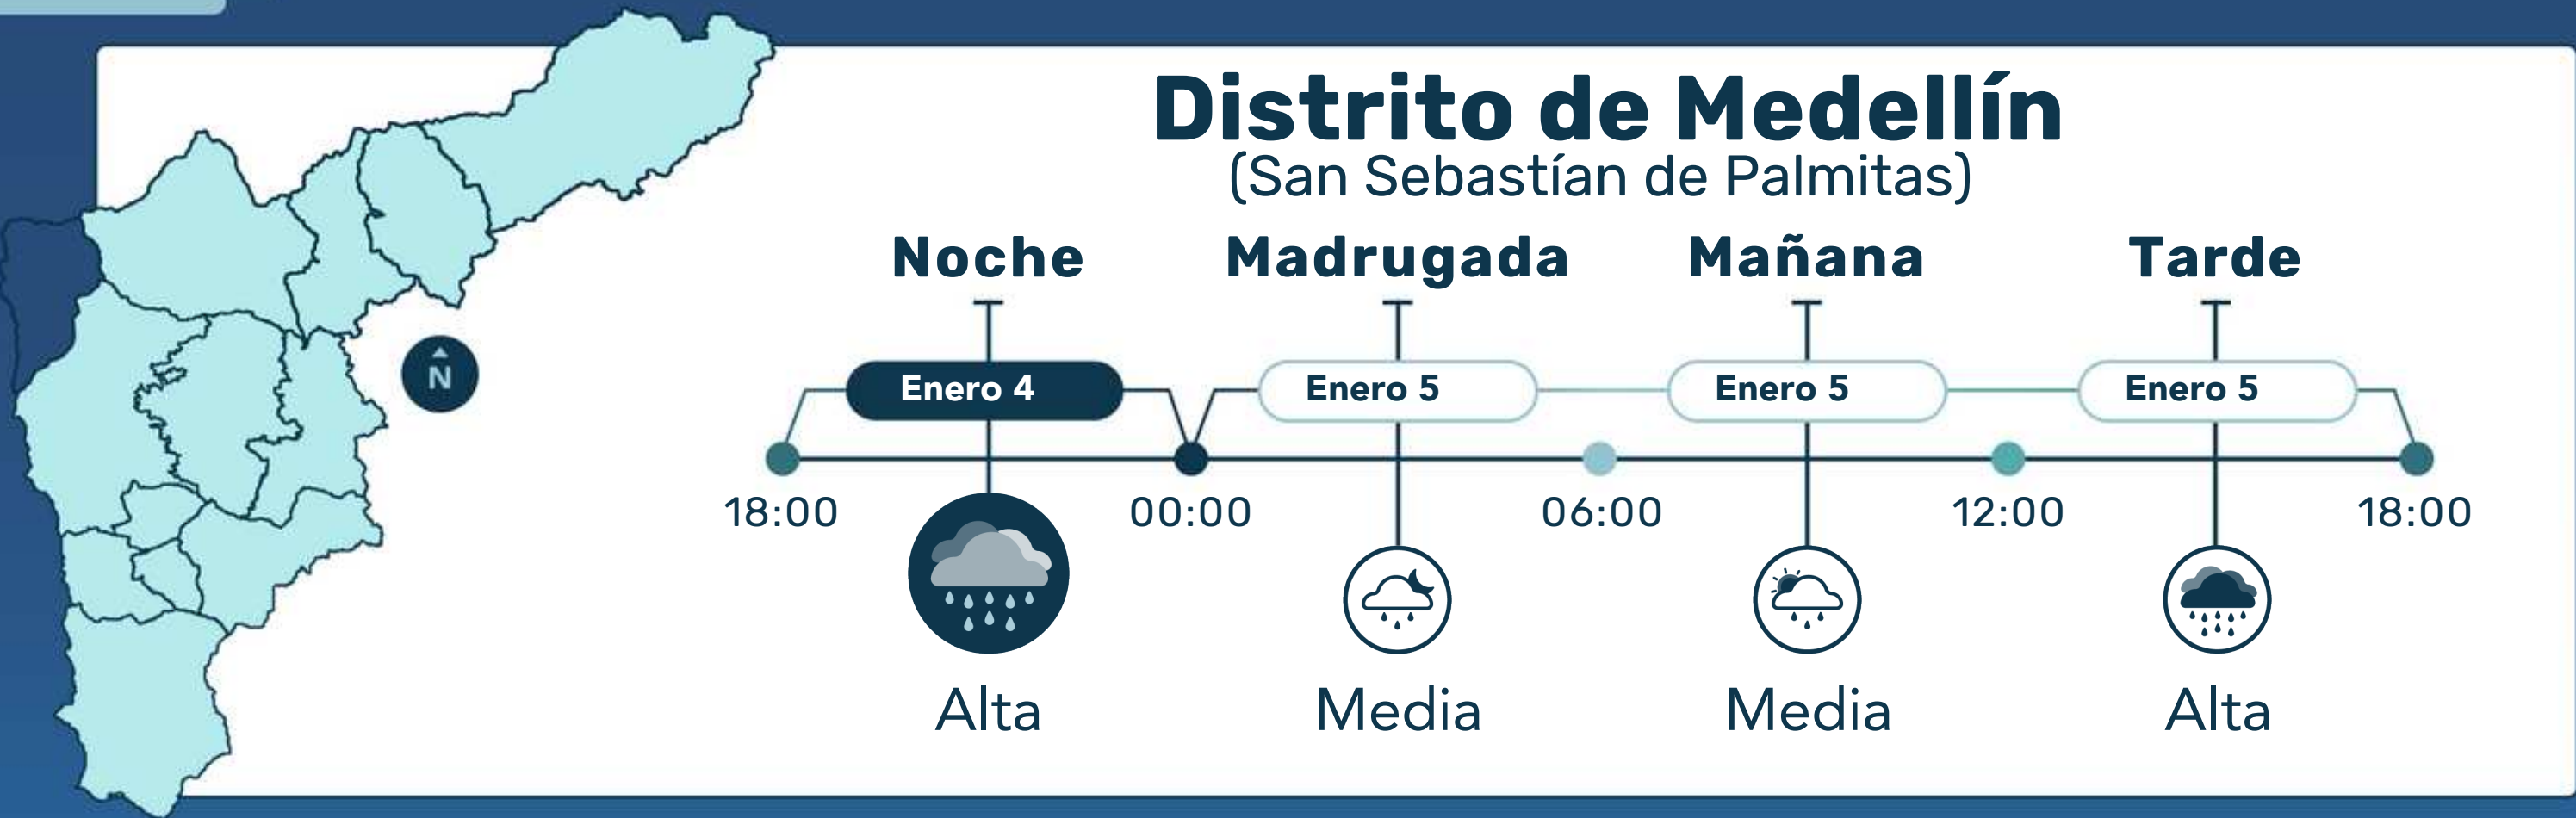 Distrito de Medellín
(San Sebastían de Palmitas)
Noche Madrugada Mañana Tarde
Enero 4 Enero 5 Enero 5 Enero 5
N
18:00 00:00 06:00 12:00 18:00
Alta Media Media Alta